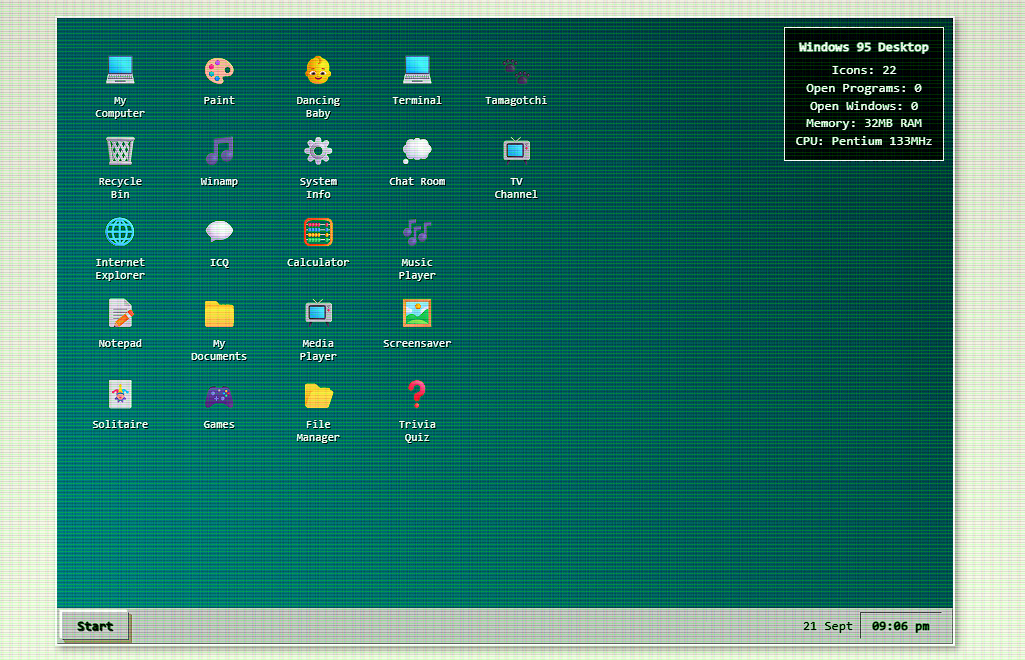 Windows 95 Desktop
Icons: 22
Open Programs: 0
Open Windows: 0
Memory: 32MB RAM
CPU: Pentium 133MHz
My
Computer
Paint
Dancing
Baby
Terminal
Tamagotchi
Recycle
Bin
Winamp
System
Info
Chat Room
TV
Channel
Internet
Explorer
ICQ
Calculator
Music
Player
Notepad
My
Documents
Media
Player
Screensaver
Solitaire
Games
File
Manager
Trivia
Quiz
Start
21 Sept
09:06 pm